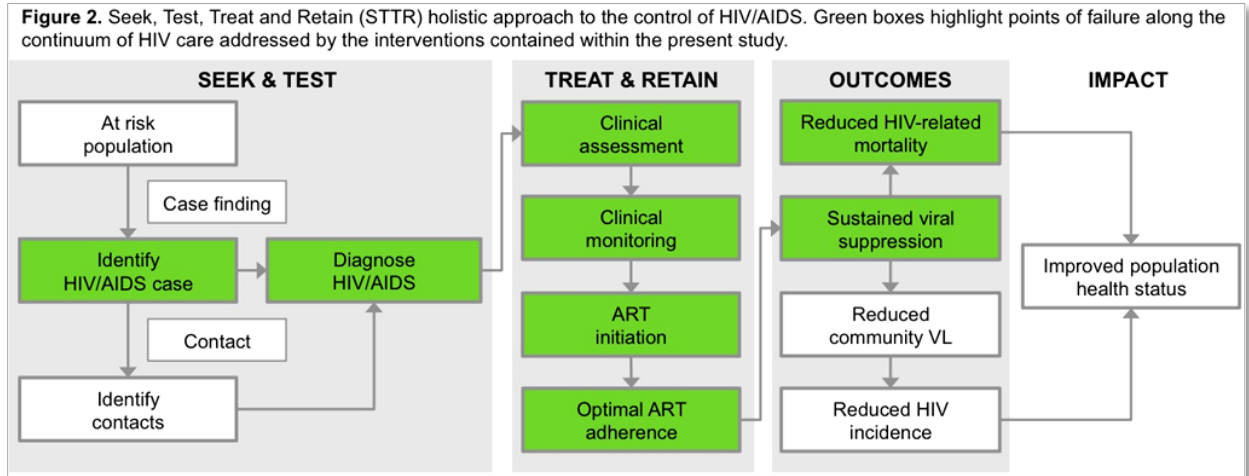 Figure 2. Seek, Test, Treat and Retain (STTR) holistic approach to the control of HIV/AIDS. Green boxes highlight points of failure along the
continuum of HIV care addressed by the interventions contained within the present study.
SEEK & TEST
At risk
population
Case finding
Identify
HIV/AIDS case
Diagnose
HIV/AIDS
Contact
Identify
contacts
TREAT & RETAIN
Clinical
assessment
Clinical
monitoring
ART
initiation
Optimal ART
adherence
OUTCOMES
Reduced HIV-related
mortality
Sustained viral
suppression
Reduced
community VL
Reduced HIV
incidence
IMPACT
Improved population
health status